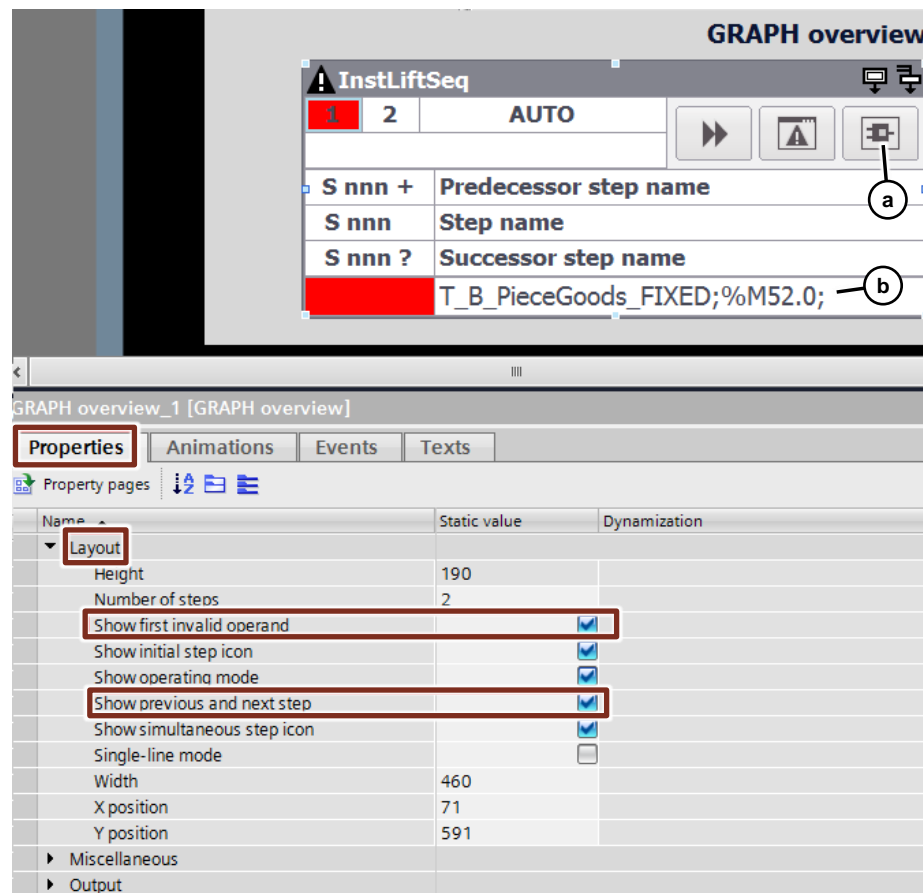 GRAPH overview
InstLiftSeq
1 2 AUTO
S nnn + Predecessor step name
a
S nnn Step name
S nnn ? Successor step name
T_B_PieceGoods_FIXED;%M52.0;
b
GRAPH overview_1 [GRAPH overview]
Properties Animations Events Texts
Property pages
Name Static value Dynamization
Layout
Height 190
Number of steps 2
Show first invalid operand
Show initial step icon
Show operating mode
Show previous and next step
Show simultaneous step icon
Single-line mode
Width 460
X position 71
Y position 591
Miscellaneous
Output